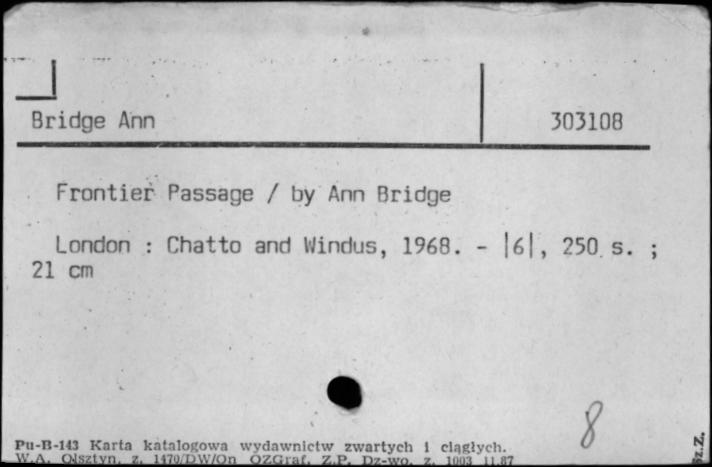 Bridge Ann 303108
Frontier Passage / by Ann Bridge
London : Chatto and Windus, 1968. - |6|, 250 s. ;
21 cm
8
Pu-B-143 Karta katalogowa wydawnictw zwartych i ciągłych.
W.A. Olsztyn, z. 1470/DW/On OZGraf. Z.P. Dz-wo, z. 1003 11.87
Sz.Z.